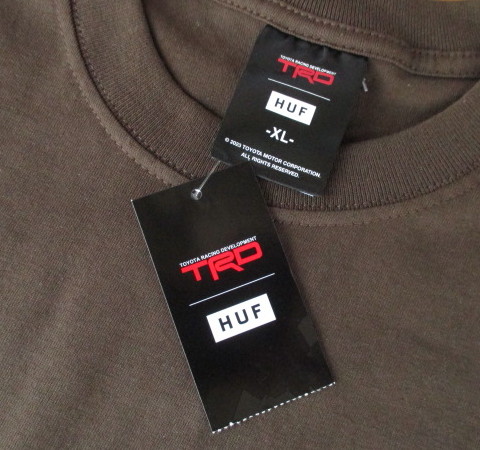 TOYOTA RACING DEVELOPMENT
TRD
HUF
-XL-
© 2023 TOYOTA MOTOR CORPORATION
ALL RIGHTS RESERVED.
TOYOTA RACING DEVELOPMENT
TRD
HUF